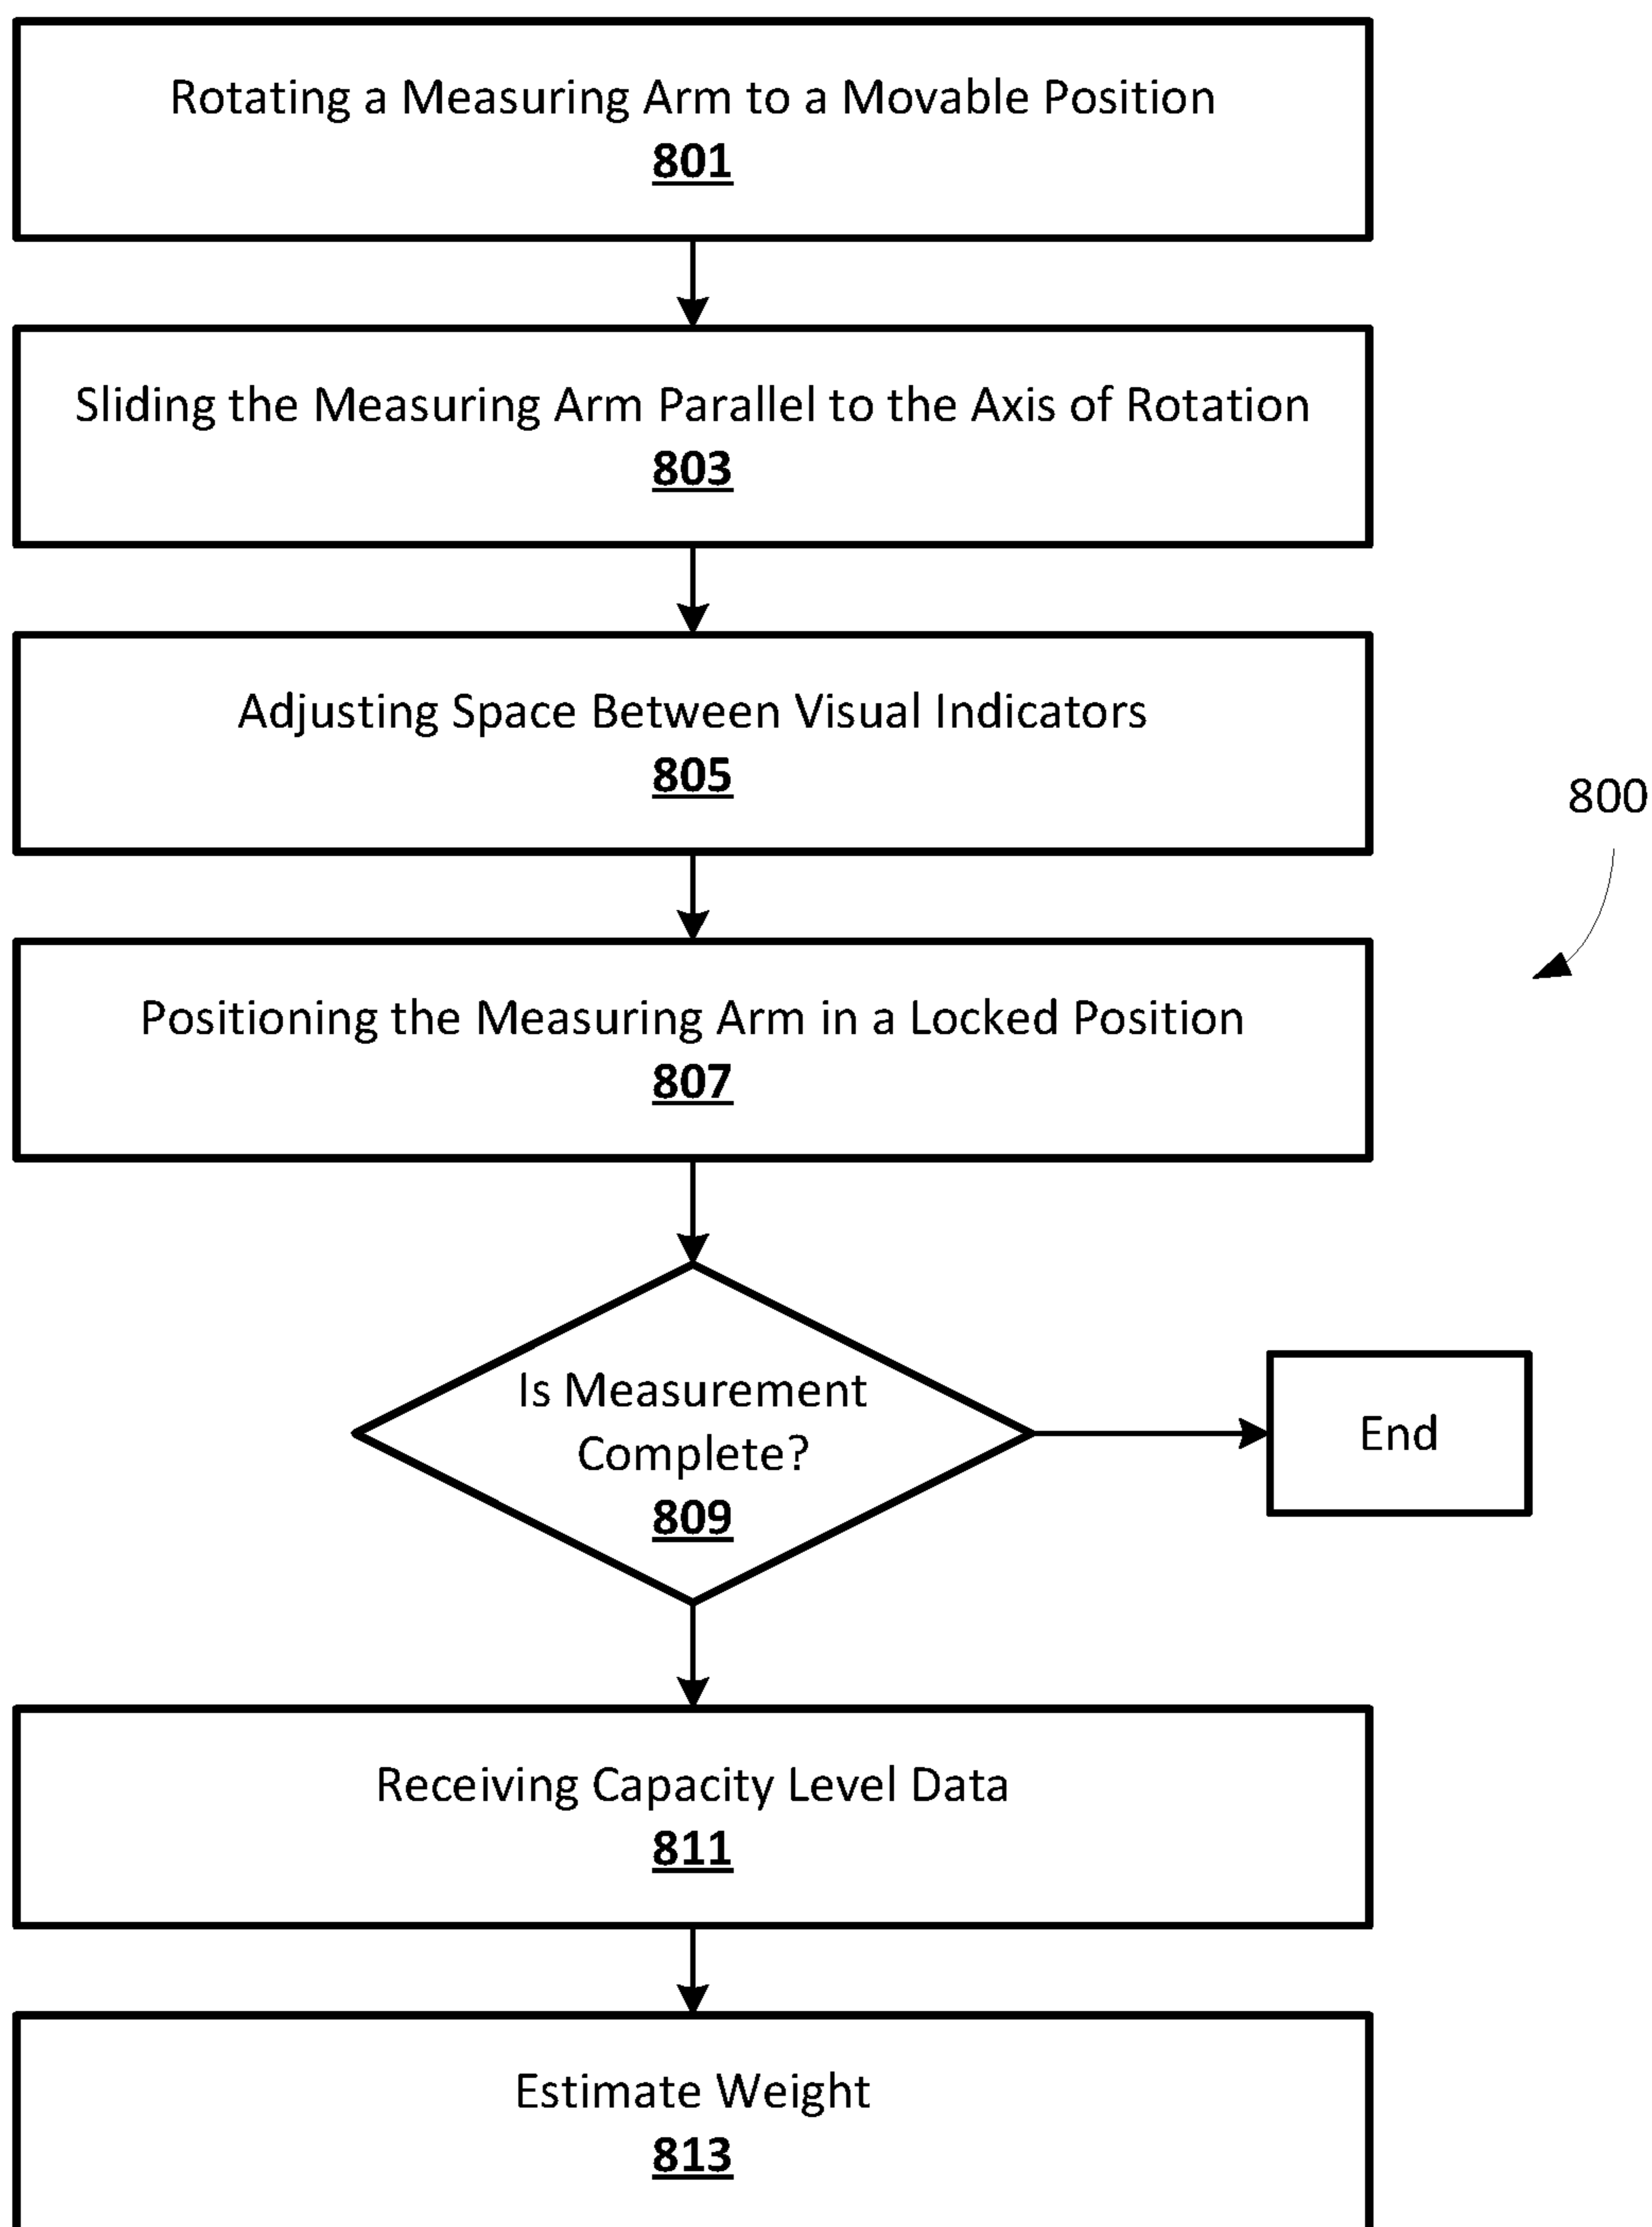 Rotating a Measuring Arm to a Movable Position
801
Sliding the Measuring Arm Parallel to the Axis of Rotation
803
Adjusting Space Between Visual Indicators
805
800
Positioning the Measuring Arm in a Locked Position
807
Is Measurement
Complete?
809
End
Receiving Capacity Level Data
811
Estimate Weight
813